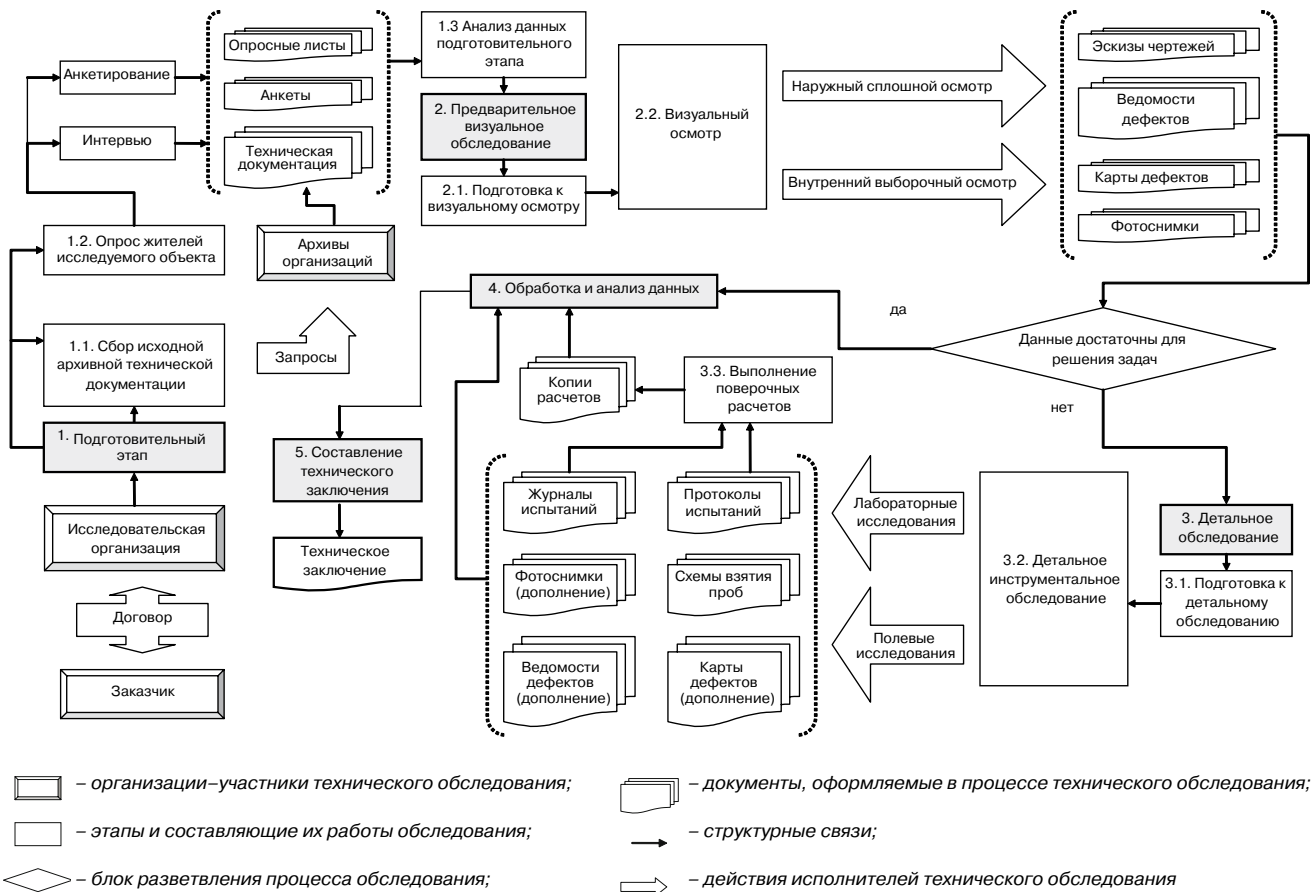 Анкетирование
Интервью
Опросные листы
Анкеты
Техническая
документация
1.3 Анализ данных
подготовительного
этапа
2. Предварительное
визуальное
обследование
2.1. Подготовка к
визуальному осмотру
2.2. Визуальный
осмотр
Наружный сплошной осмотр
Внутренний выборочный осмотр
Эскизы чертежей
Ведомости
дефектов
Карты дефектов
Фотоснимки
1.2. Опрос жителей
исследуемого объекта
Архивы
организаций
Запросы
1.1. Сбор исходной
архивной технической
документации
1. Подготовительный
этап
Исследовательская
организация
Договор
Заказчик
4. Обработка и анализ данных
да
Данные достаточны для
решения задач
нет
Копии
расчетов
3.3. Выполнение
поверочных
расчетов
5. Составление
технического
заключения
Техническое
заключение
Журналы
испытаний
Протоколы
испытаний
Фотоснимки
(дополнение)
Схемы взятия
проб
Ведомости
дефектов
(дополнение)
Карты
дефектов
(дополнение)
Лабораторные
исследования
Полевые
исследования
3.2. Детальное
инструментальное
обследование
3. Детальное
обследование
3.1. Подготовка к
детальному
обследованию
– организации–участники технического обследования;
– документы, оформляемые в процессе технического обследования;
– этапы и составляющие их работы обследования;
– структурные связи;
– блок разветвления процесса обследования;
– действия исполнителей технического обследования